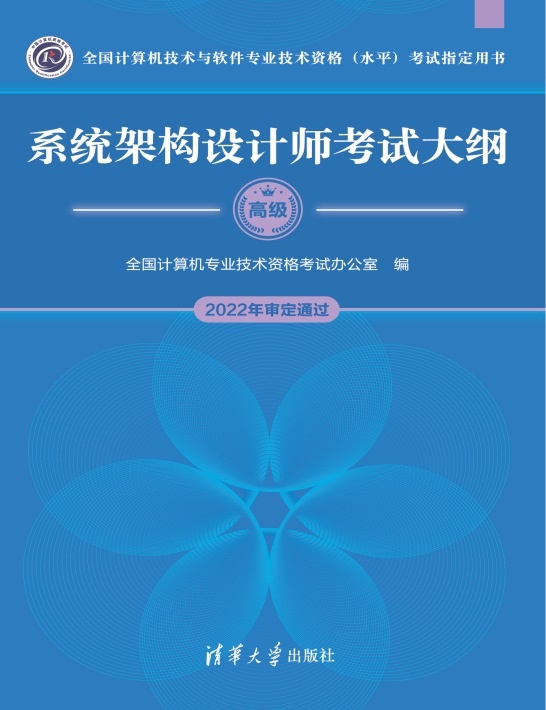 全国计算机技术与软件专业技术资格（水平）考试指定用书
系统架构设计师考试大纲
高级
全国计算机专业技术资格考试办公室 编
2022年审定通过
清华大学出版社